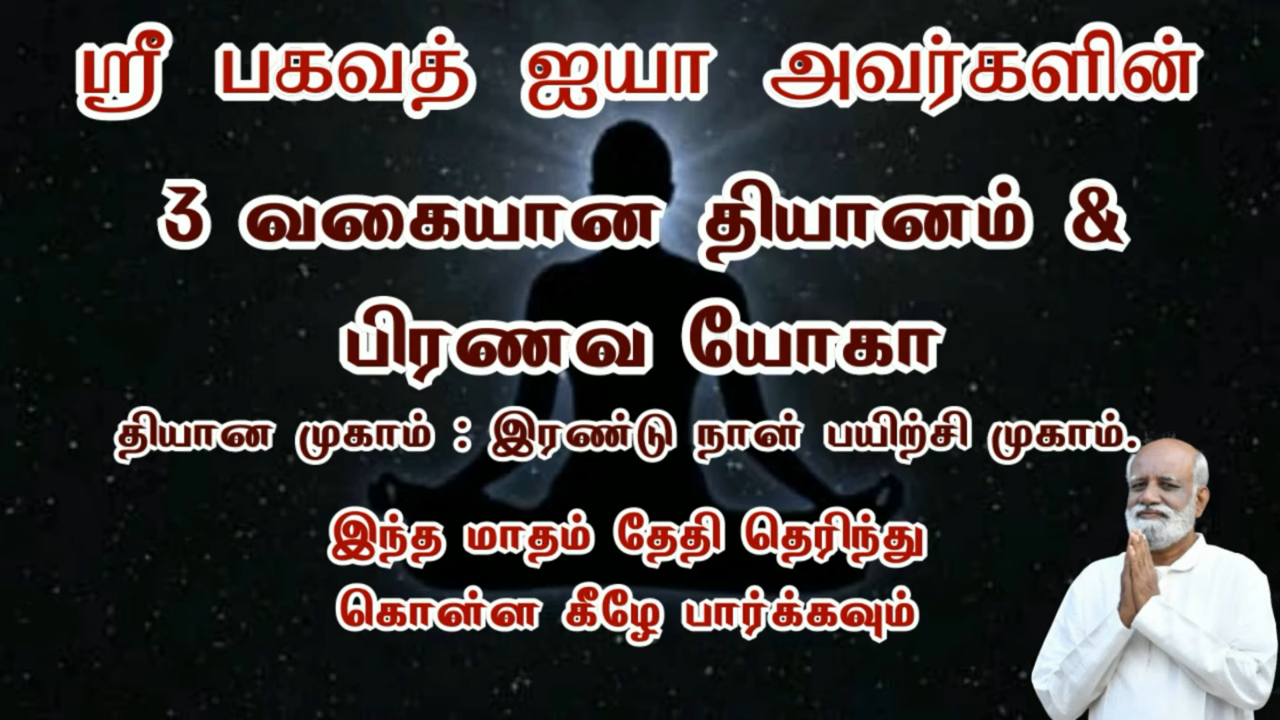 ஸ்ரீ பகவத் ஐயா அவர்களின்
3 வகையான தியானம் &
பிரணவ யோகா
தியான முகாம் : இரண்டு நாள் பயிற்சி முகாம்.
இந்த மாதம் தேதி தெரிந்து
கொள்ள கீழே பார்க்கவும்